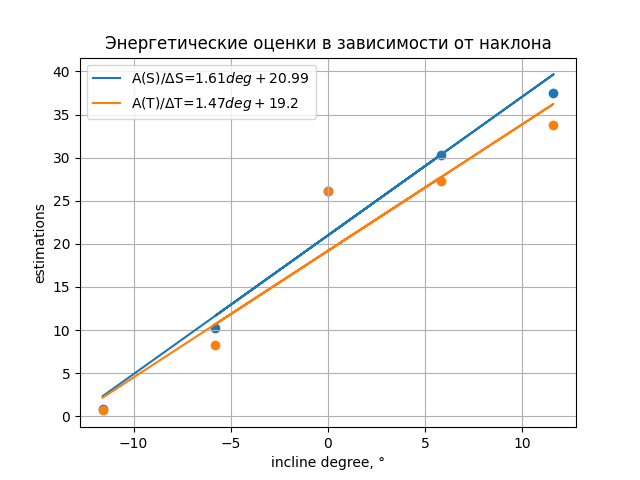 Энергетические оценки в зависимости от наклона
A(S)/ΔS=1.61deg + 20.99
A(T)/ΔT=1.47deg + 19.2
estimations
40
35
30
25
20
15
10
5
0
−10
−5
0
5
10
incline degree, °